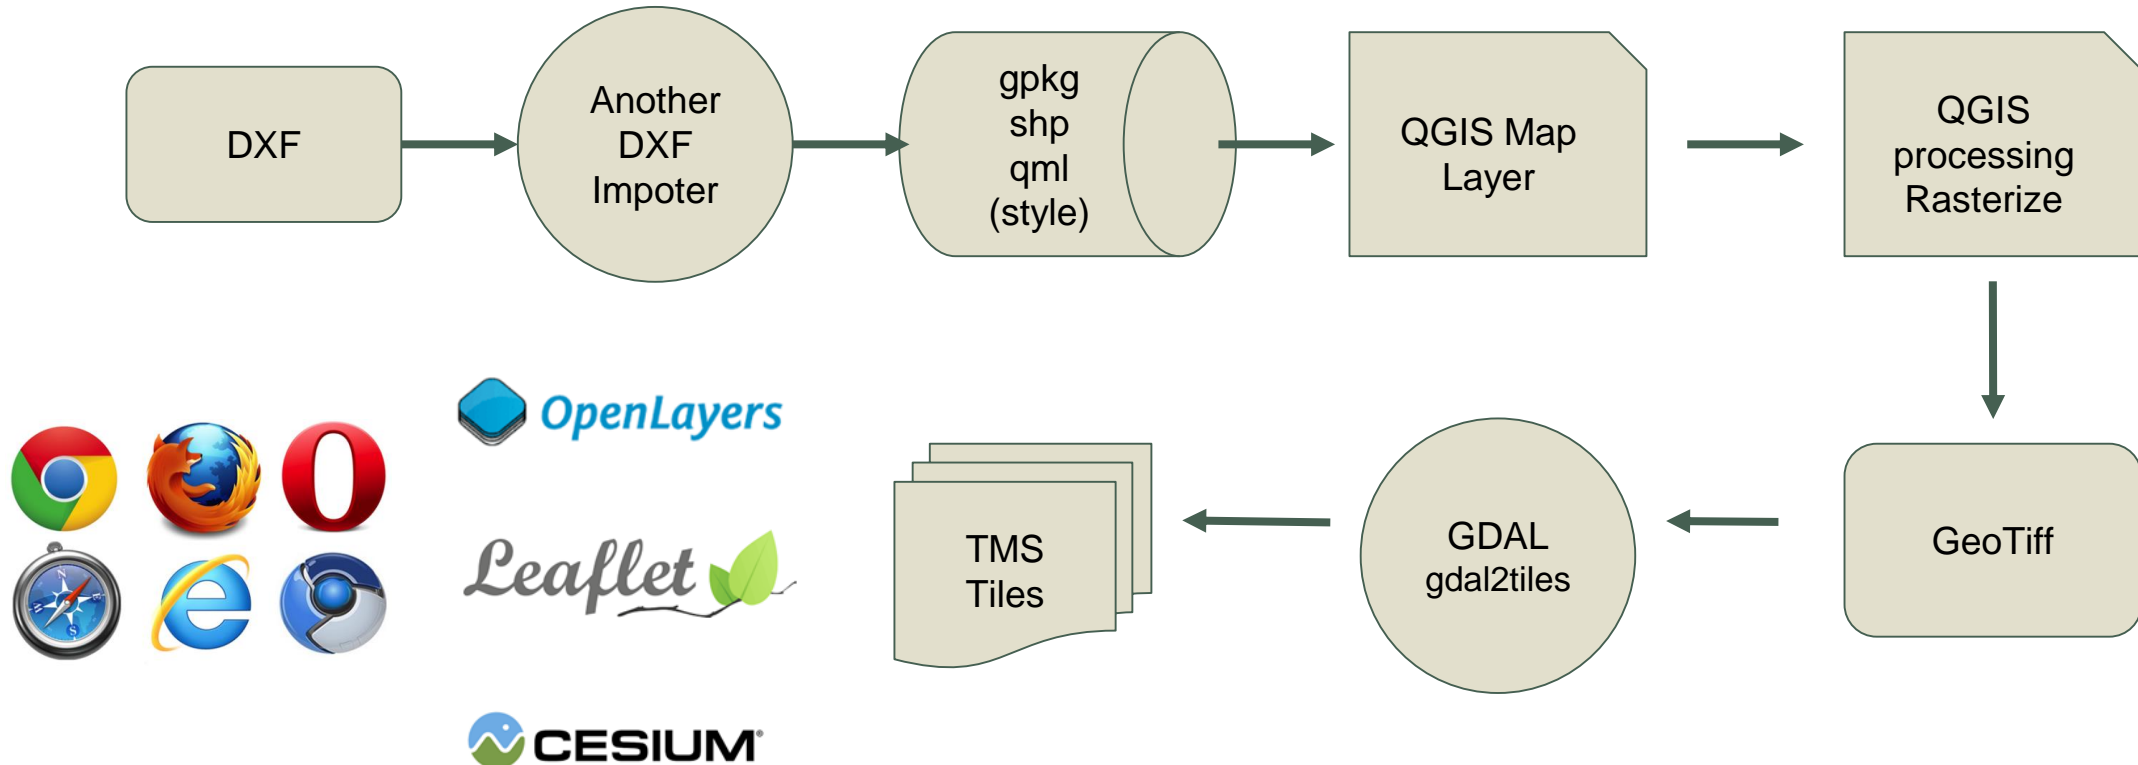 DXF
Another
DXF
Impoter
gpkg
shp
qml
(style)
QGIS Map
Layer
QGIS
processing
Rasterize
OpenLayers
Leaflet
CESIUM®
TMS
Tiles
GDAL
gdal2tiles
GeoTiff
N
E
S
W